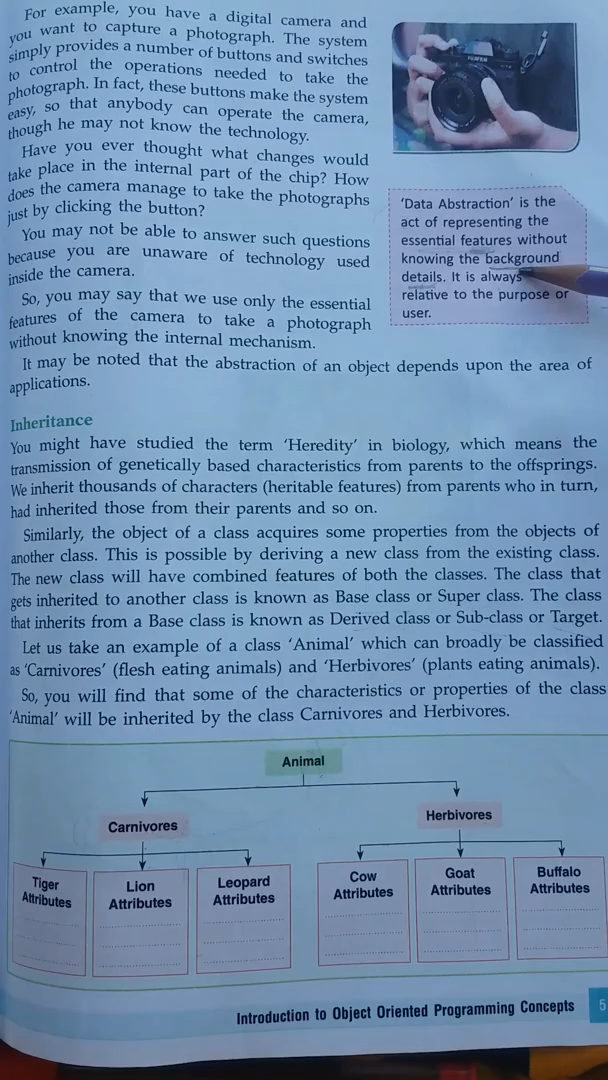 For example, you have a digital camera and
you want to capture a photograph. The system
simply provides a number of buttons and switches
to control the operations needed to take the
photograph. In fact, these buttons make the system
easy, so that anybody can operate the camera,
though he may not know the technology.
Have you ever thought what changes would
take place in the internal part of the chip? How
does the camera manage to take the photographs
just by clicking the button?
You may not be able to answer such questions
because you are unaware of technology used
inside the camera.
So, you may say that we use only the essential
features of the camera to take a photograph
without knowing the internal mechanism.
FUJIFILM
'Data Abstraction' is the
act of representing the
essential features without
knowing the background
details. It is always
relative to the purpose or
user.
It may be noted that the abstraction of an object depends upon the area of
applications.
Inheritance
You might have studied the term 'Heredity' in biology, which means the
transmission of genetically based characteristics from parents to the offsprings.
We inherit thousands of characters (heritable features) from parents who in turn,
had inherited those from their parents and so on.
Similarly, the object of a class acquires some properties from the objects of
another class. This is possible by deriving a new class from the existing class.
The new class will have combined features of both the classes. The class that
gets inherited to another class is known as Base class or Super class. The class
that inherits from a Base class is known as Derived class or Sub-class or Target.
Let us take an example of a class 'Animal' which can broadly be classified
as 'Carnivores' (flesh eating animals) and 'Herbivores' (plants eating animals).
So, you will find that some of the characteristics or properties of the class
'Animal' will be inherited by the class Carnivores and Herbivores.
Animal
Carnivores
Herbivores
Tiger
Attributes
Lion
Attributes
Leopard
Attributes
Cow
Attributes
Goat
Attributes
Buffalo
Attributes
Introduction to Object Oriented Programming Concepts 5